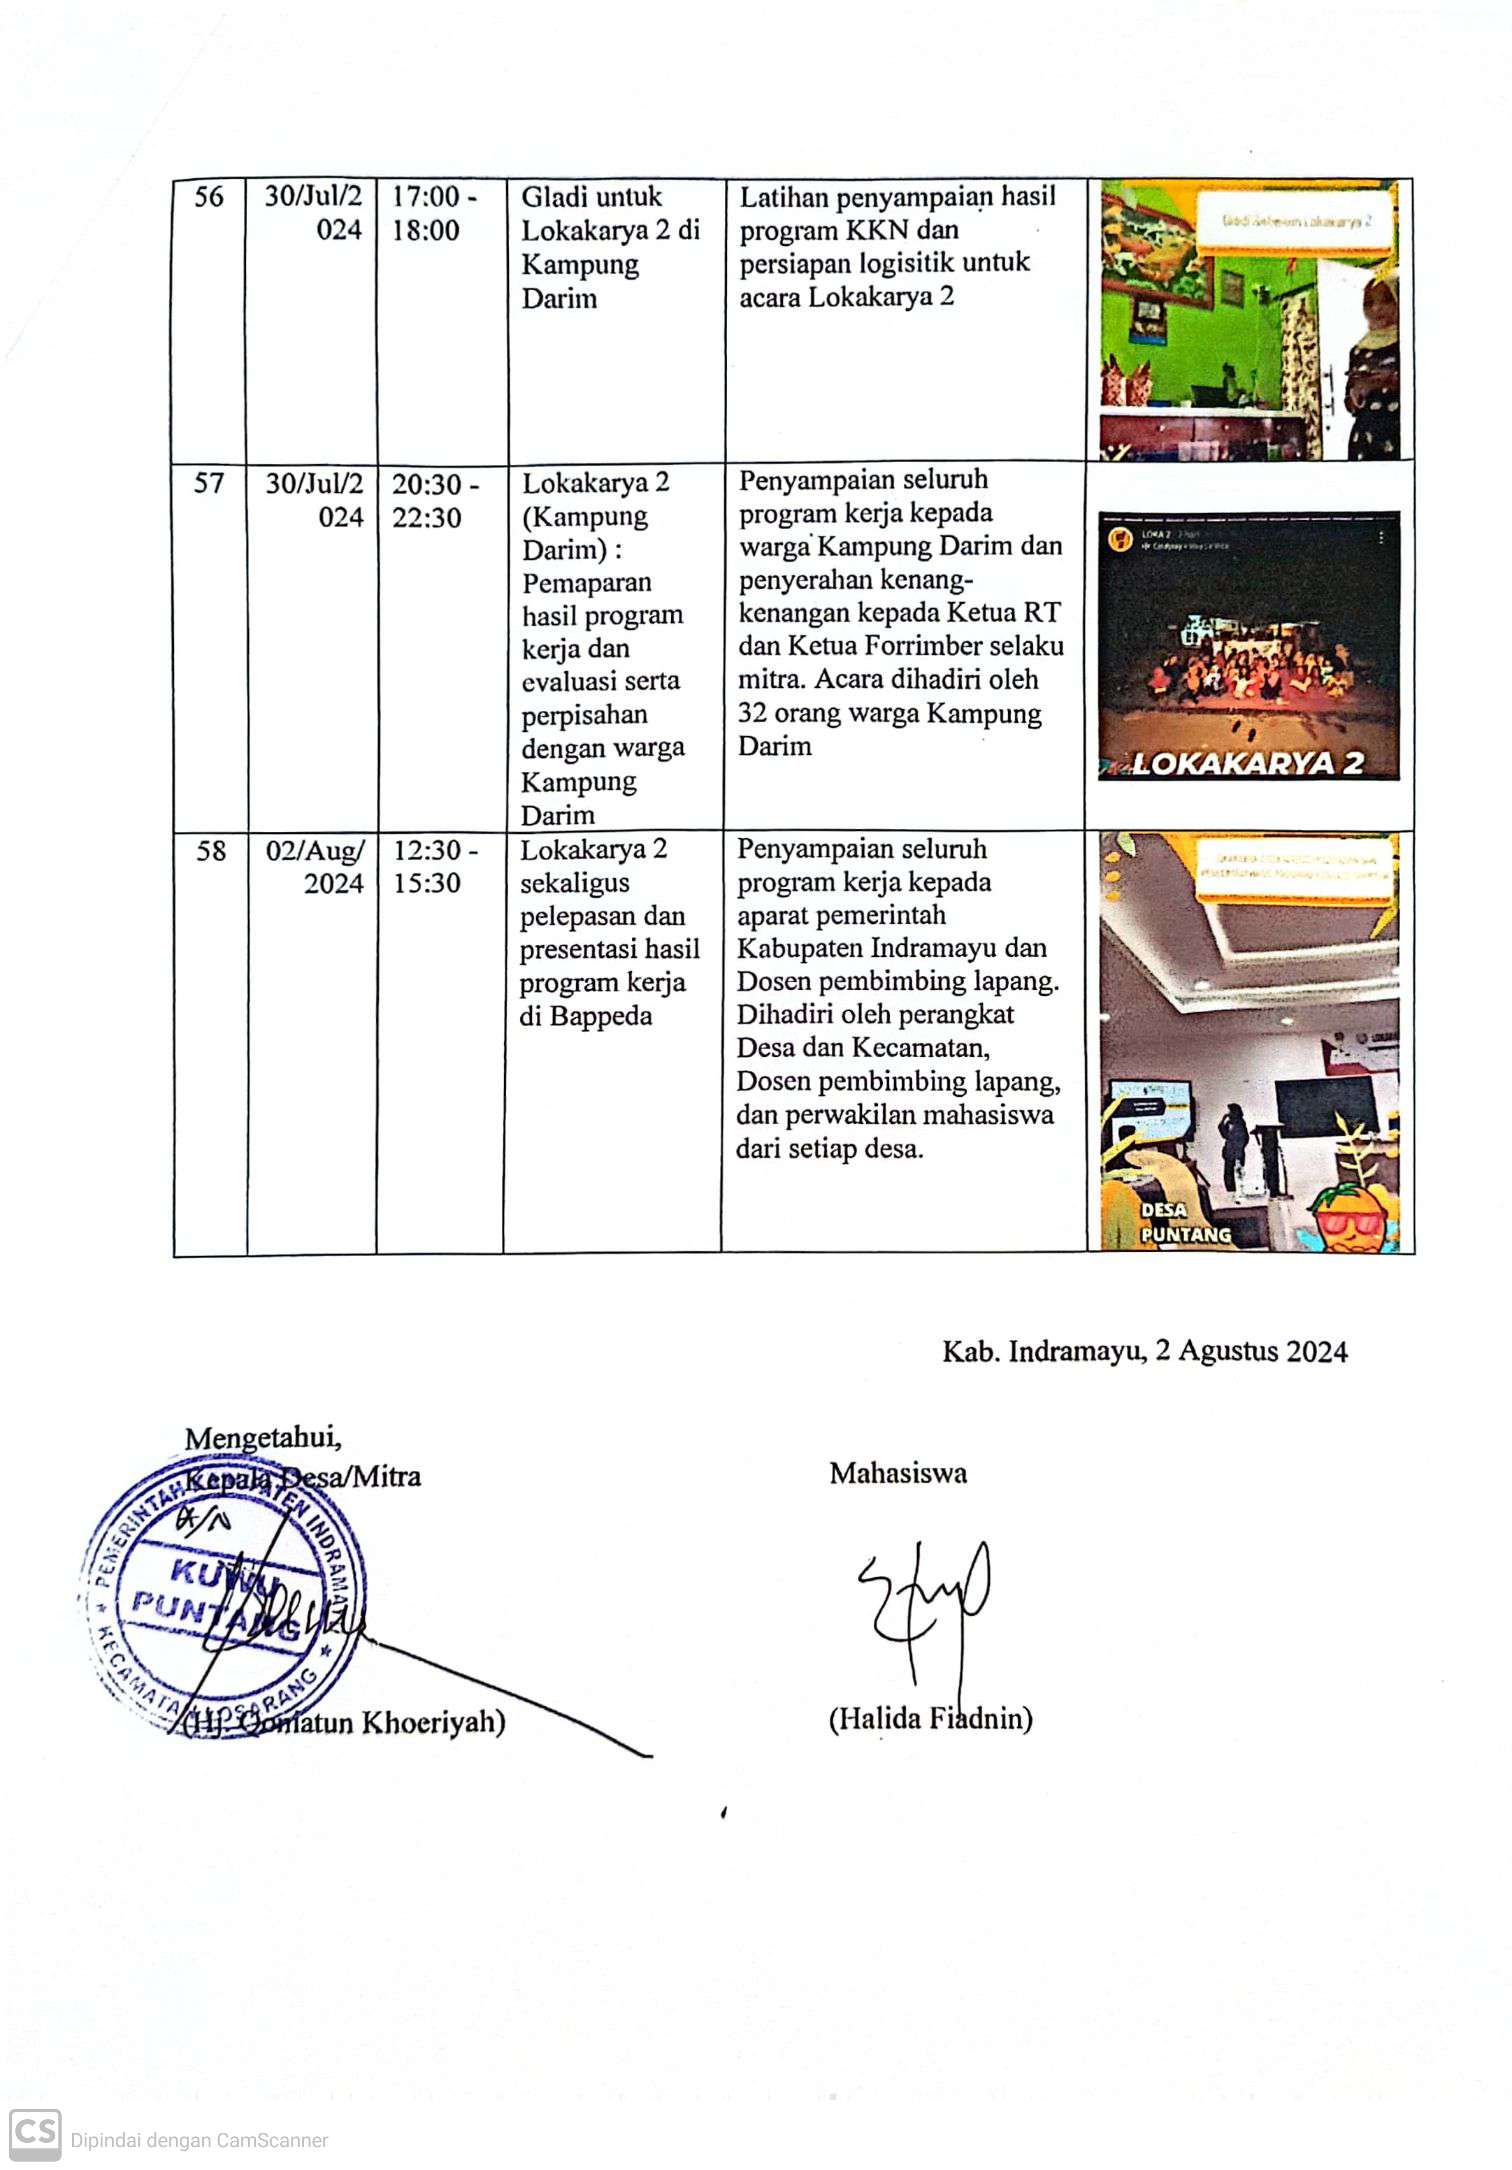 56
30/Jul/2
024
17:00 -
18:00
Gladi untuk
Lokakarya 2 di
Kampung
Darim
Latihan penyampaian hasil
program KKN dan
persiapan logisitik untuk
acara Lokakarya 2
Gladi Sebelum Lokakarya 2
57
30/Jul/2
024
20:30 -
22:30
Lokakarya 2
(Kampung
Darim) :
Pemaparan
hasil program
kerja dan
evaluasi serta
perpisahan
dengan warga
Kampung
Darim
Penyampaian seluruh
program kerja kepada
warga Kampung Darim dan
penyerahan kenang-
kenangan kepada Ketua RT
dan Ketua Forrimber selaku
mitra. Acara dihadiri oleh
32 orang warga Kampung
Darim
LOKA 2
LOKAKARYA 2
58
02/Aug/
2024
12:30 -
15:30
Lokakarya 2
sekaligus
pelepasan dan
presentasi hasil
program kerja
di Bappeda
Penyampaian seluruh
program kerja kepada
aparat pemerintah
Kabupaten Indramayu dan
Dosen pembimbing lapang.
Dihadiri oleh perangkat
Desa dan Kecamatan,
Dosen pembimbing lapang,
dan perwakilan mahasiswa
dari setiap desa.
DESA
PUNTANG
Kab. Indramayu, 2 Agustus 2024
Mengetahui,
Kepala Desa/Mitra
Mahasiswa
PEMERINTAH KABUPATEN INDRAMAYU
A/N
KUWU
PUNTANG
KECAMATAN LOSARANG
(Hj. Qomatun Khoeriyah)
(Halida Fiadnin)
CS Dipindai dengan CamScanner